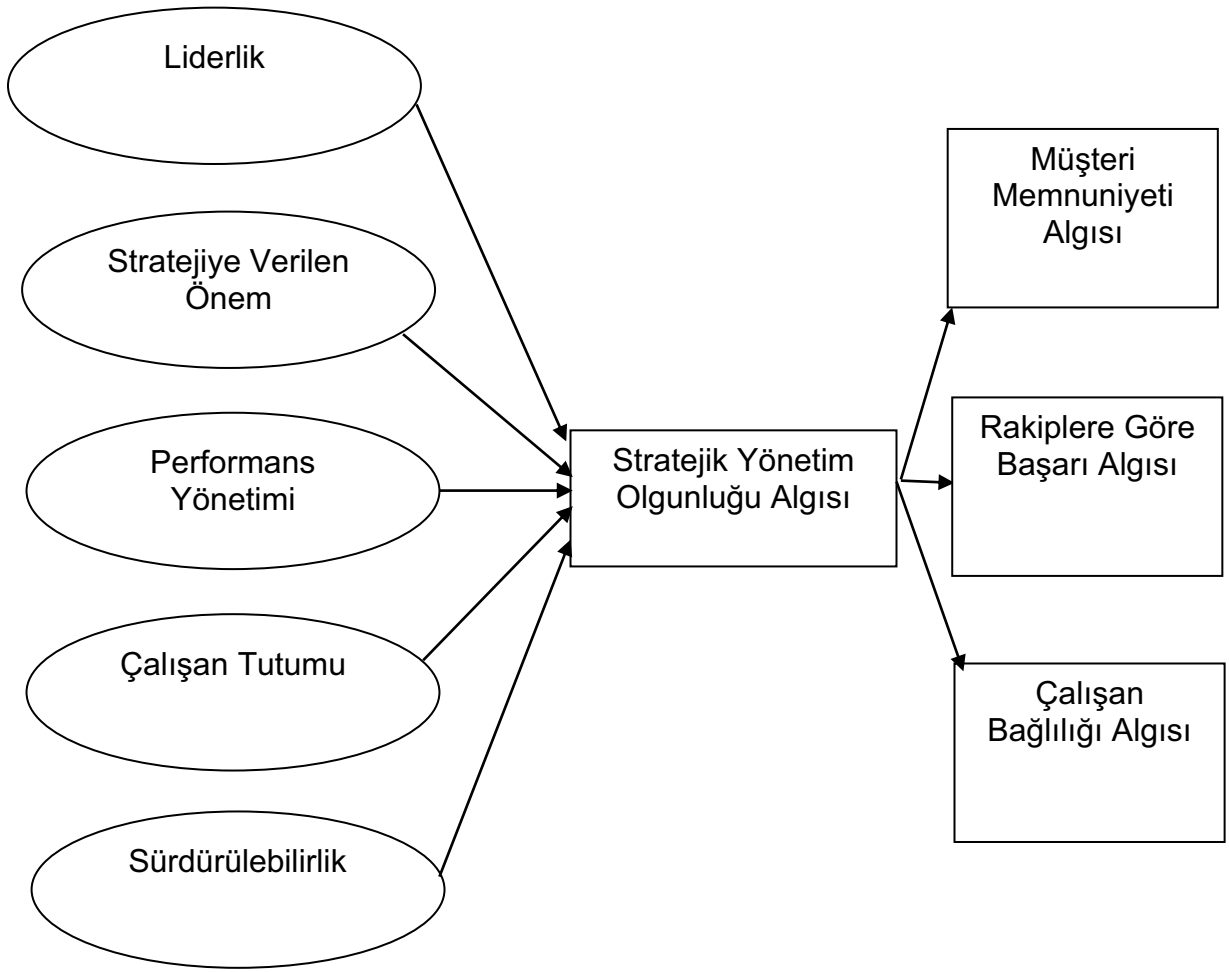 Liderlik
Stratejiye Verilen
Önem
Performans
Yönetimi
Çalışan Tutumu
Sürdürülebilirlik
Stratejik Yönetim
Olgunluğu Algısı
Müşteri
Memnuniyeti
Algısı
Rakiplere Göre
Başarı Algısı
Çalışan
Bağlılığı Algısı